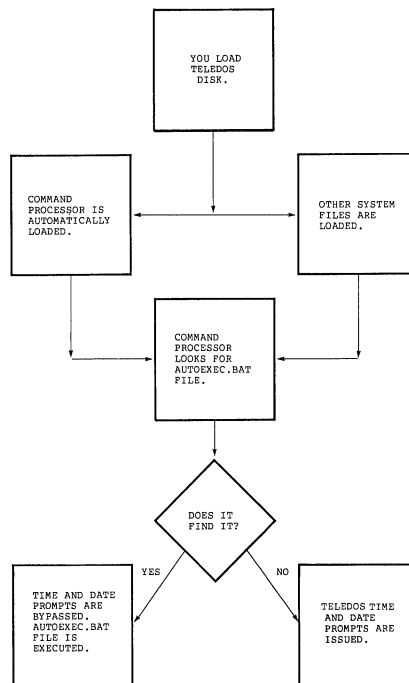 YOU LOAD
TELEDOS
DISK.
COMMAND
PROCESSOR IS
AUTOMATICALLY
LOADED.
OTHER SYSTEM
FILES ARE
LOADED.
COMMAND
PROCESSOR
LOOKS FOR
AUTOEXEC.BAT
FILE.
DOES IT
FIND IT?
YES
NO
TIME AND DATE
PROMPTS ARE
BYPASSED.
AUTOEXEC.BAT
FILE IS
EXECUTED.
TELEDOS TIME
AND DATE
PROMPTS ARE
ISSUED.